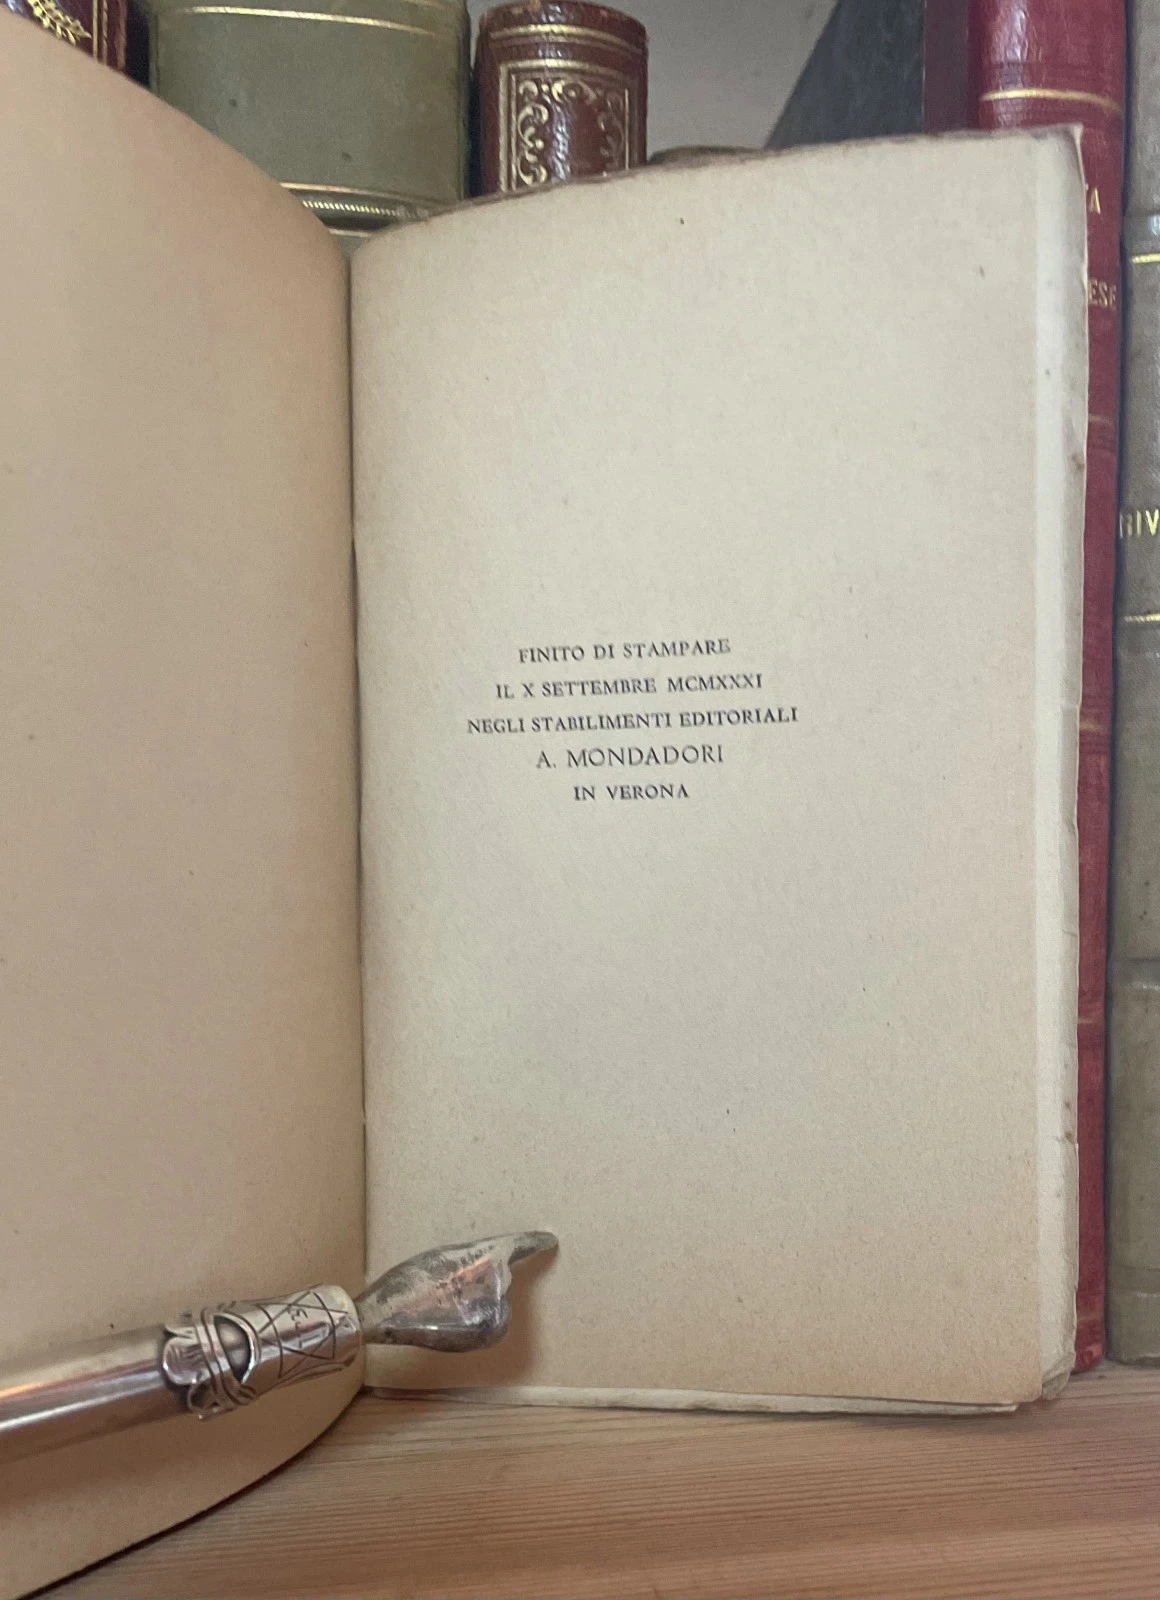 FINITO DI STAMPARE
IL X SETTEMBRE MCMXXXI
NEGLI STABILIMENTI EDITORIALI
A. MONDADORI
IN VERONA